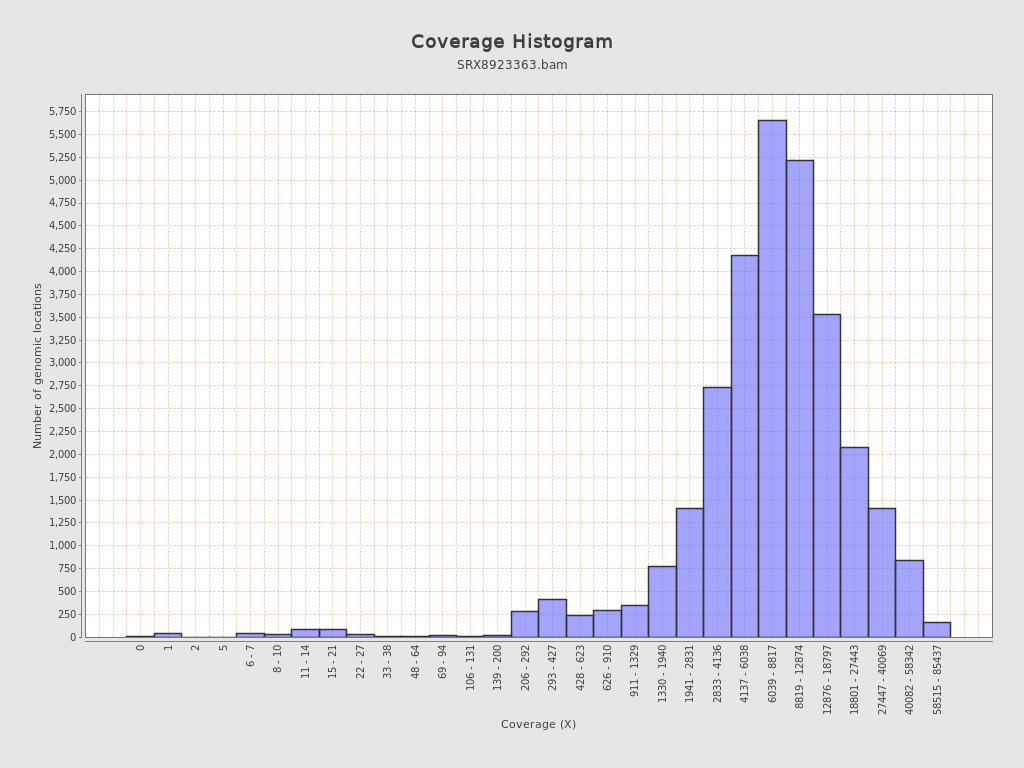 Coverage Histogram
SRX8923363.bam
Number of genomic locations
5,750
5,500
5,250
5,000
4,750
4,500
4,250
4,000
3,750
3,500
3,250
3,000
2,750
2,500
2,250
2,000
1,750
1,500
1,250
1,000
750
500
250
0
0
1
2
5
6 - 7
8 - 10
11 - 14
15 - 21
22 - 27
33 - 38
48 - 64
69 - 94
106 - 131
139 - 200
206 - 292
293 - 427
428 - 623
626 - 910
911 - 1329
1330 - 1940
1941 - 2831
2833 - 4136
4137 - 6038
6039 - 8817
8819 - 12874
12876 - 18797
18801 - 27443
27447 - 40069
40082 - 58342
58515 - 85437
Coverage (X)